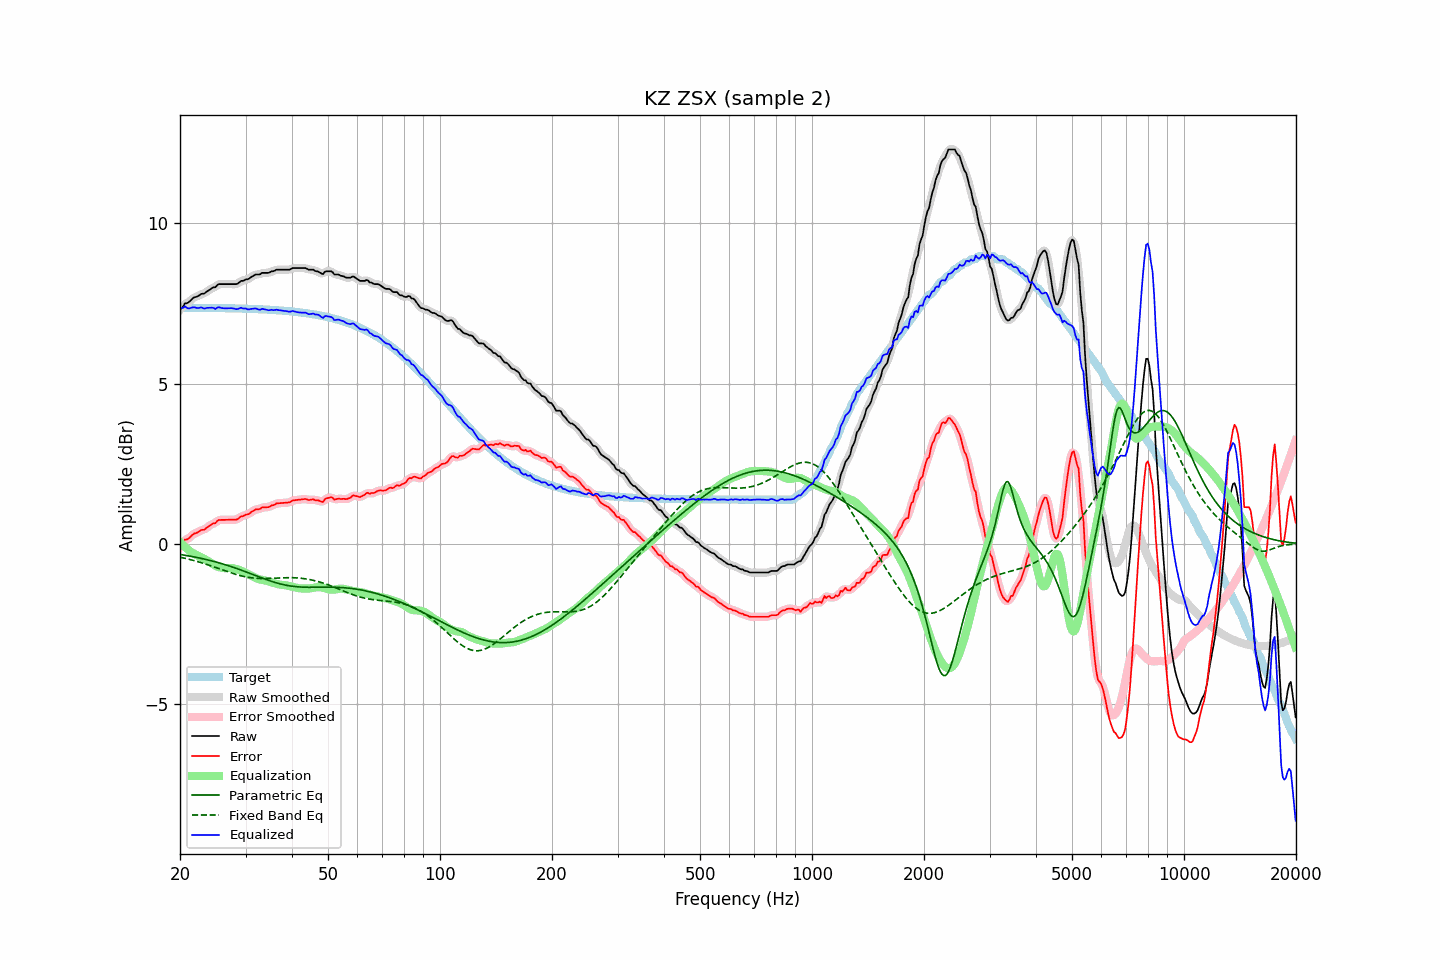 KZ ZSX (sample 2)
Amplitude (dBr)
10
5
0
−5
Target
Raw Smoothed
Error Smoothed
Raw
Error
Equalization
Parametric Eq
Fixed Band Eq
Equalized
20 50 100 200 500 1000 2000 5000 10000 20000
Frequency (Hz)